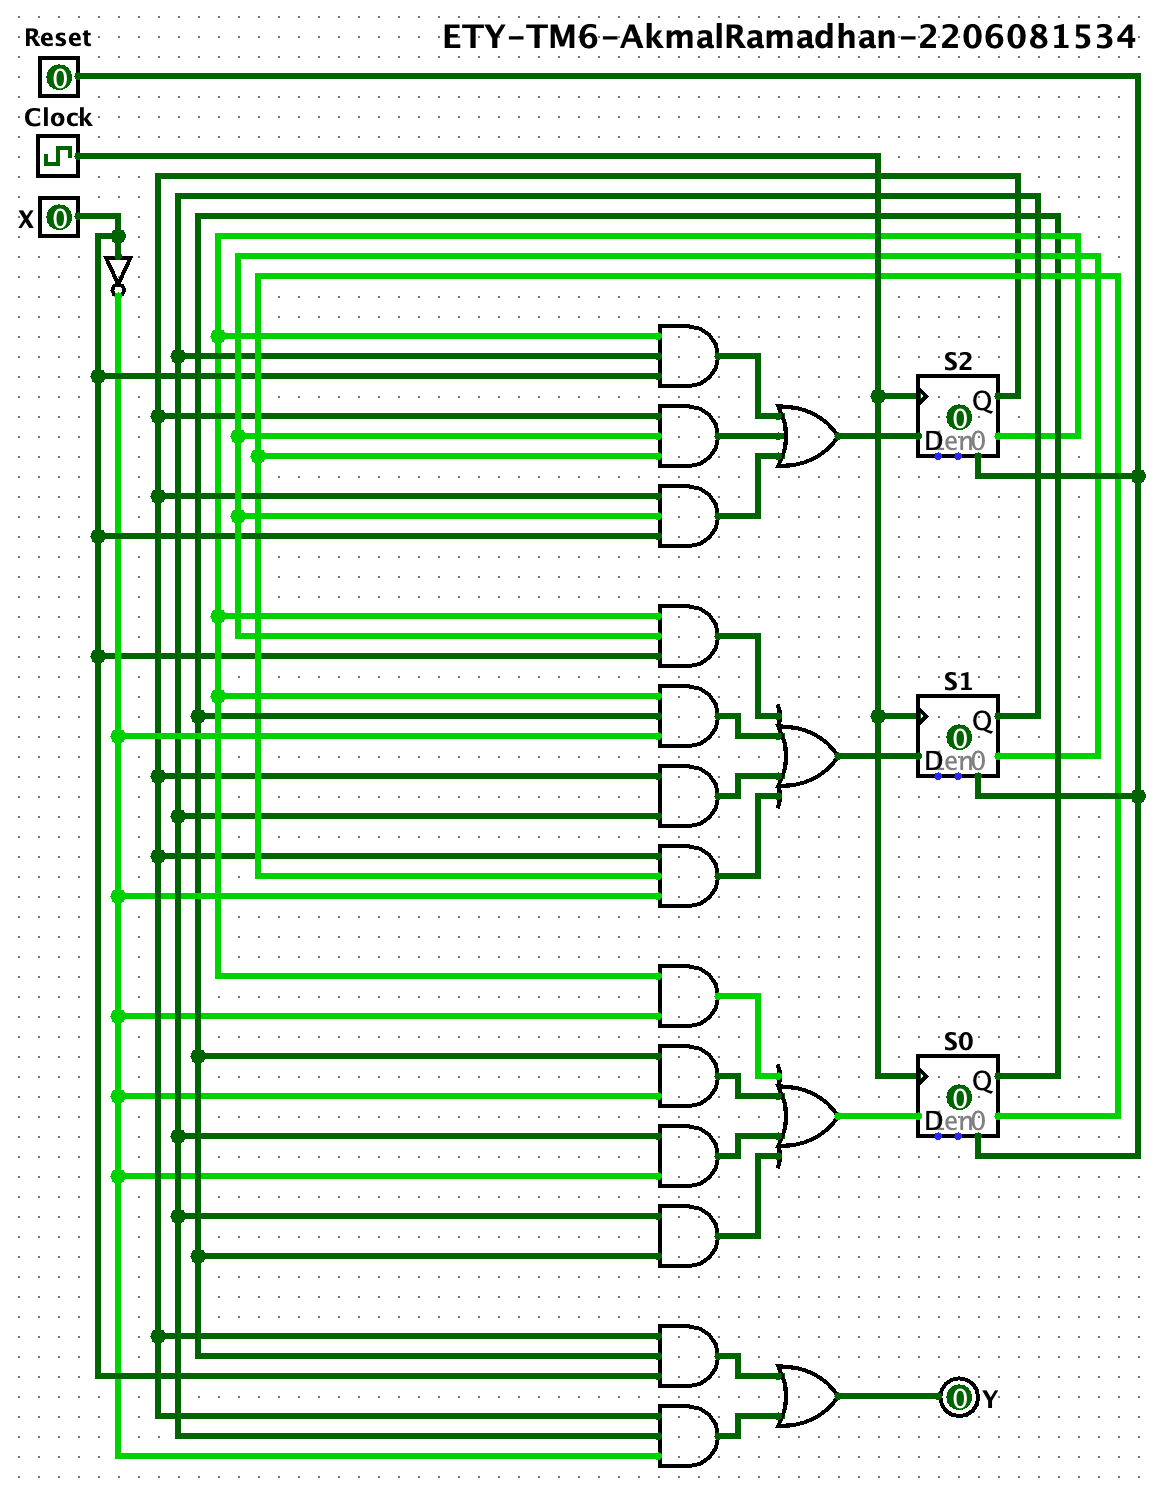 Reset
ETY-TM6-AkmalRamadhan-2206081534
0
Clock
X 0
S2
Q
0
D en 0
S1
Q
0
D en 0
S0
Q
0
D en 0
0 Y